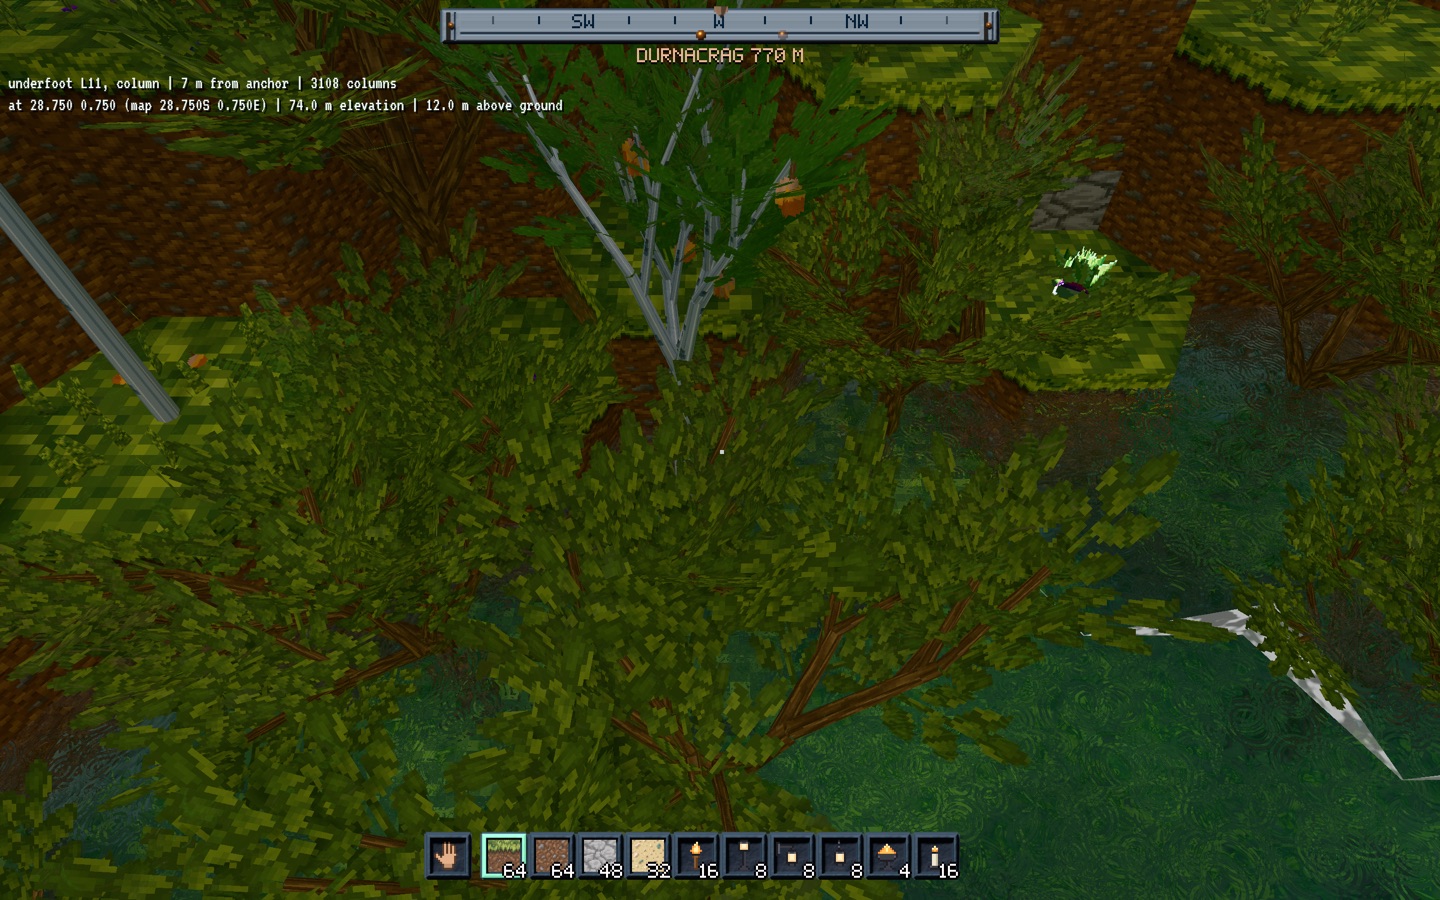 SW W NW
DURNACRAG 770 M
underfoot L11, column | 7 m from anchor | 3108 columns
at 28.750 0.750 (map 28.750S 0.750E) | 74.0 m elevation | 12.0 m above ground
64 64 48 32 16 8 8 8 4 16